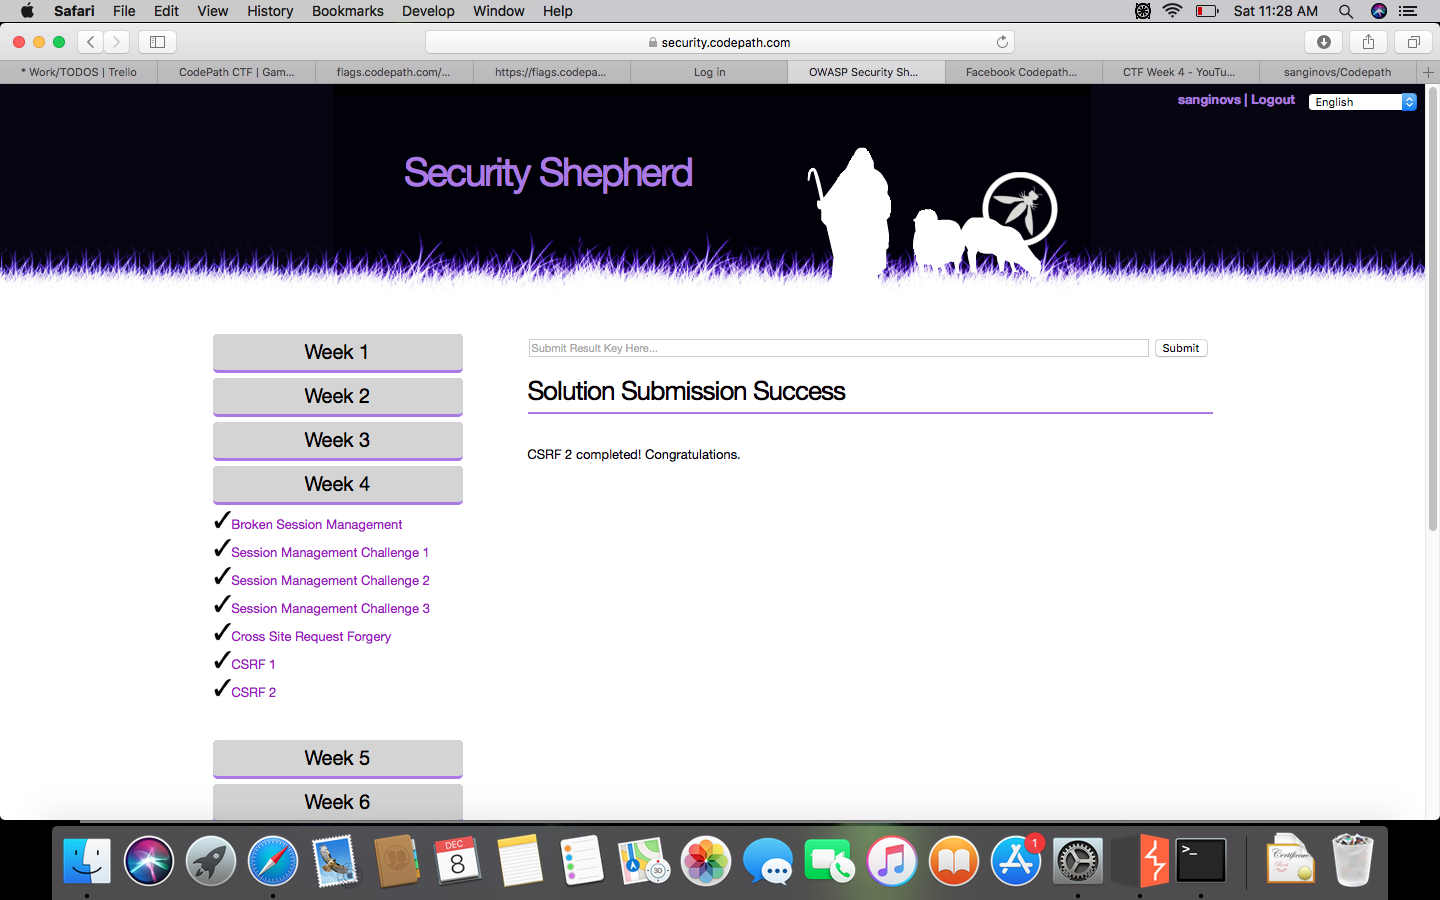 Safari File Edit View History Bookmarks Develop Window Help Sat 11:28 AM
security.codepath.com
* Work/TODOS | Trello CodePath CTF | Gam... flags.codepath.com/... https://flags.codepa... Log in OWASP Security Sh... Facebook Codepath... CTF Week 4 - YouTu... sanginovs/Codepath
sanginovs | Logout English
Security Shepherd
Week 1
Week 2
Week 3
Week 4
Broken Session Management
Session Management Challenge 1
Session Management Challenge 2
Session Management Challenge 3
Cross Site Request Forgery
CSRF 1
CSRF 2
Week 5
Week 6
Submit Result Key Here... Submit
Solution Submission Success
CSRF 2 completed! Congratulations.
DEC
8
3D
1
>_
Certificate